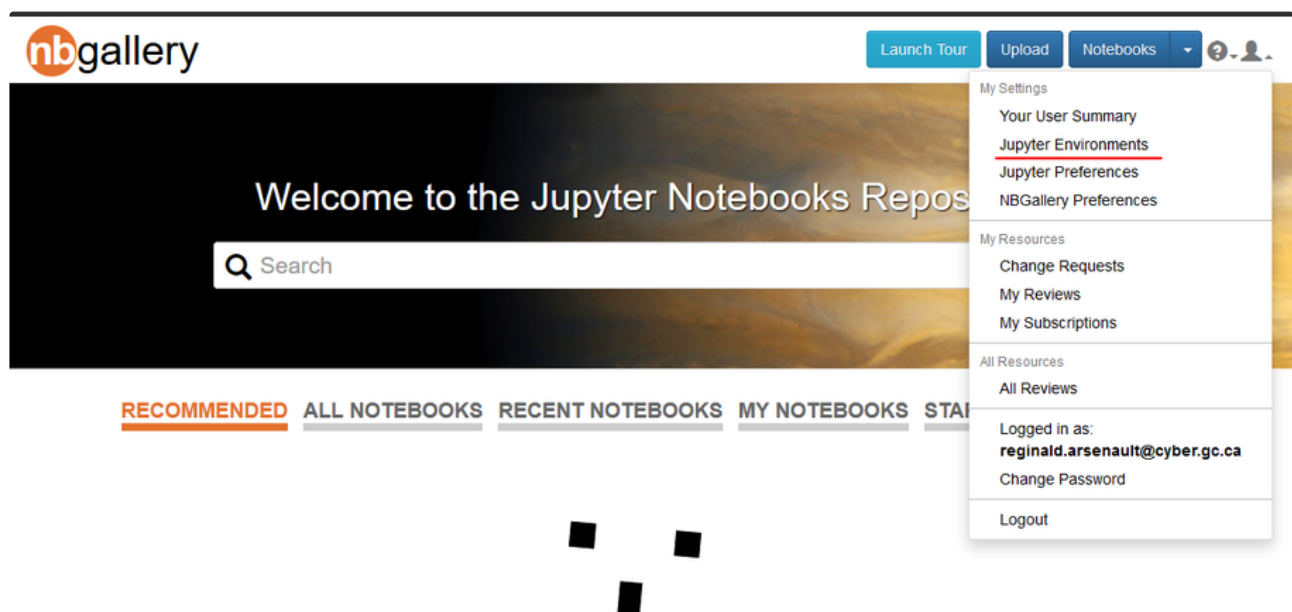 nbgallery
Launch Tour
Upload
Notebooks
My Settings
Your User Summary
Jupyter Environments
Jupyter Preferences
NBGallery Preferences
My Resources
Change Requests
My Reviews
My Subscriptions
All Resources
All Reviews
Logged in as:
reginald.arsenault@cyber.gc.ca
Change Password
Logout
Welcome to the Jupyter Notebooks Repos
Search
RECOMMENDED ALL NOTEBOOKS RECENT NOTEBOOKS MY NOTEBOOKS